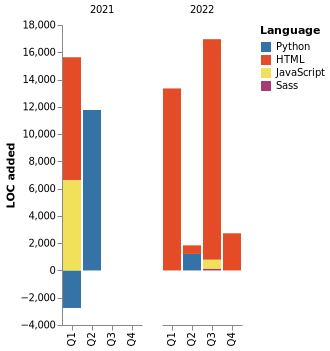 2021 2022
Language
Python
HTML
JavaScript
Sass
LOC added
18,000
16,000
14,000
12,000
10,000
8,000
6,000
4,000
2,000
0
−2,000
−4,000
Q1 Q2 Q3 Q4 Q1 Q2 Q3 Q4